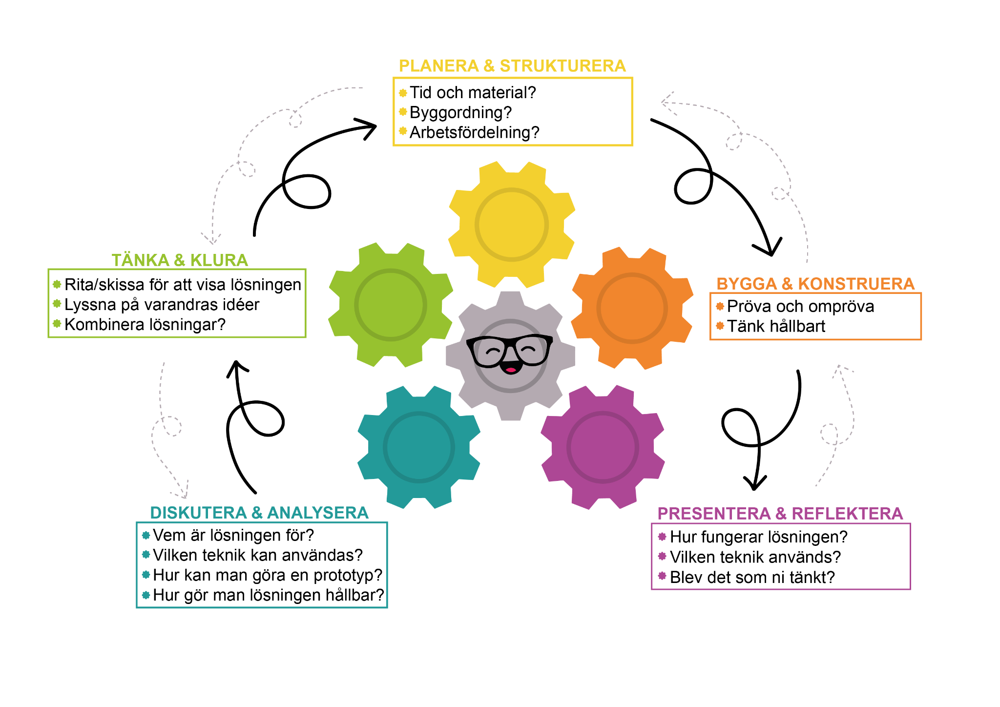 PLANERA & STRUKTURERA
Tid och material?
Byggordning?
Arbetsfördelning?
TÄNKA & KLURA
Rita/skissa för att visa lösningen
Lyssna på varandras idéer
Kombinera lösningar?
BYGGA & KONSTRUERA
Pröva och ompröva
Tänk hållbart
DISKUTERA & ANALYSERA
Vem är lösningen för?
Vilken teknik kan användas?
Hur kan man göra en prototyp?
Hur gör man lösningen hållbar?
PRESENTERA & REFLEKTERA
Hur fungerar lösningen?
Vilken teknik används?
Blev det som ni tänkt?